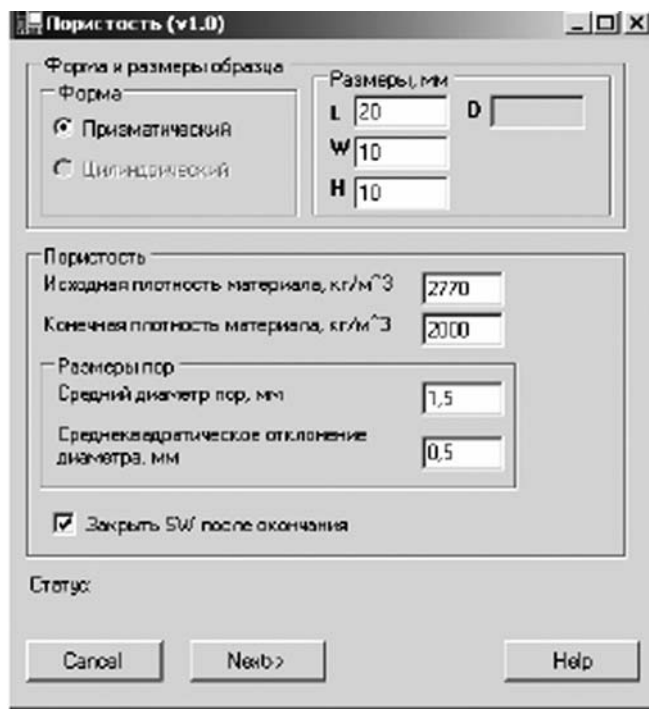 Пористость (v1.0)
Форма и размеры образца
Форма
Призматический
Цилиндрический
Размеры, мм
L 20 D
W 10
H 10
Пористость
Исходная плотность материала, кг/м^3 2770
Конечная плотность материала, кг/м^3 2000
Размеры пор
Средний диаметр пор, мм 1,5
Среднеквадратическое отклонение
диаметра, мм 0,5
Закрыть SW после окончания
Статус:
Cancel Next>> Help